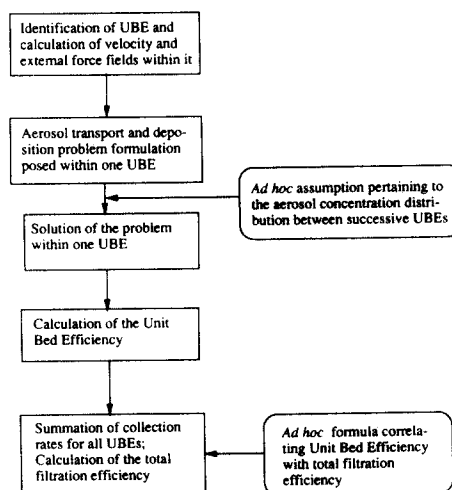 Identification of UBE and
calculation of velocity and
external force fields within it
Aerosol transport and depo-
sition problem formulation
posed within one UBE
Ad hoc assumption pertaining to
the aerosol concentration distri-
bution between successive UBEs
Solution of the problem
within one UBE
Calculation of the Unit
Bed Efficiency
Summation of collection
rates for all UBEs;
Calculation of the total
filtration efficiency
Ad hoc formula correla-
ting Unit Bed Efficiency
with total filtration
efficiency